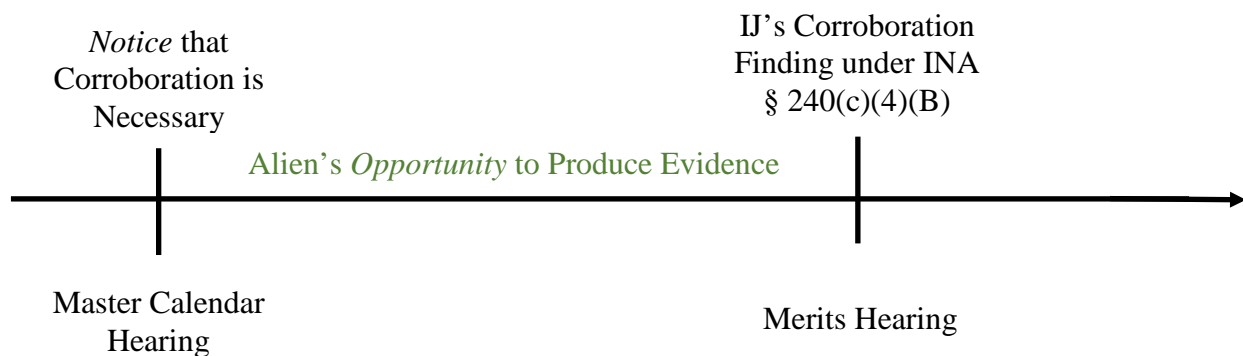 Notice that
Corroboration is
Necessary
IJ's Corroboration
Finding under INA
§ 240(c)(4)(B)
Alien's Opportunity to Produce Evidence
Master Calendar
Hearing
Merits Hearing